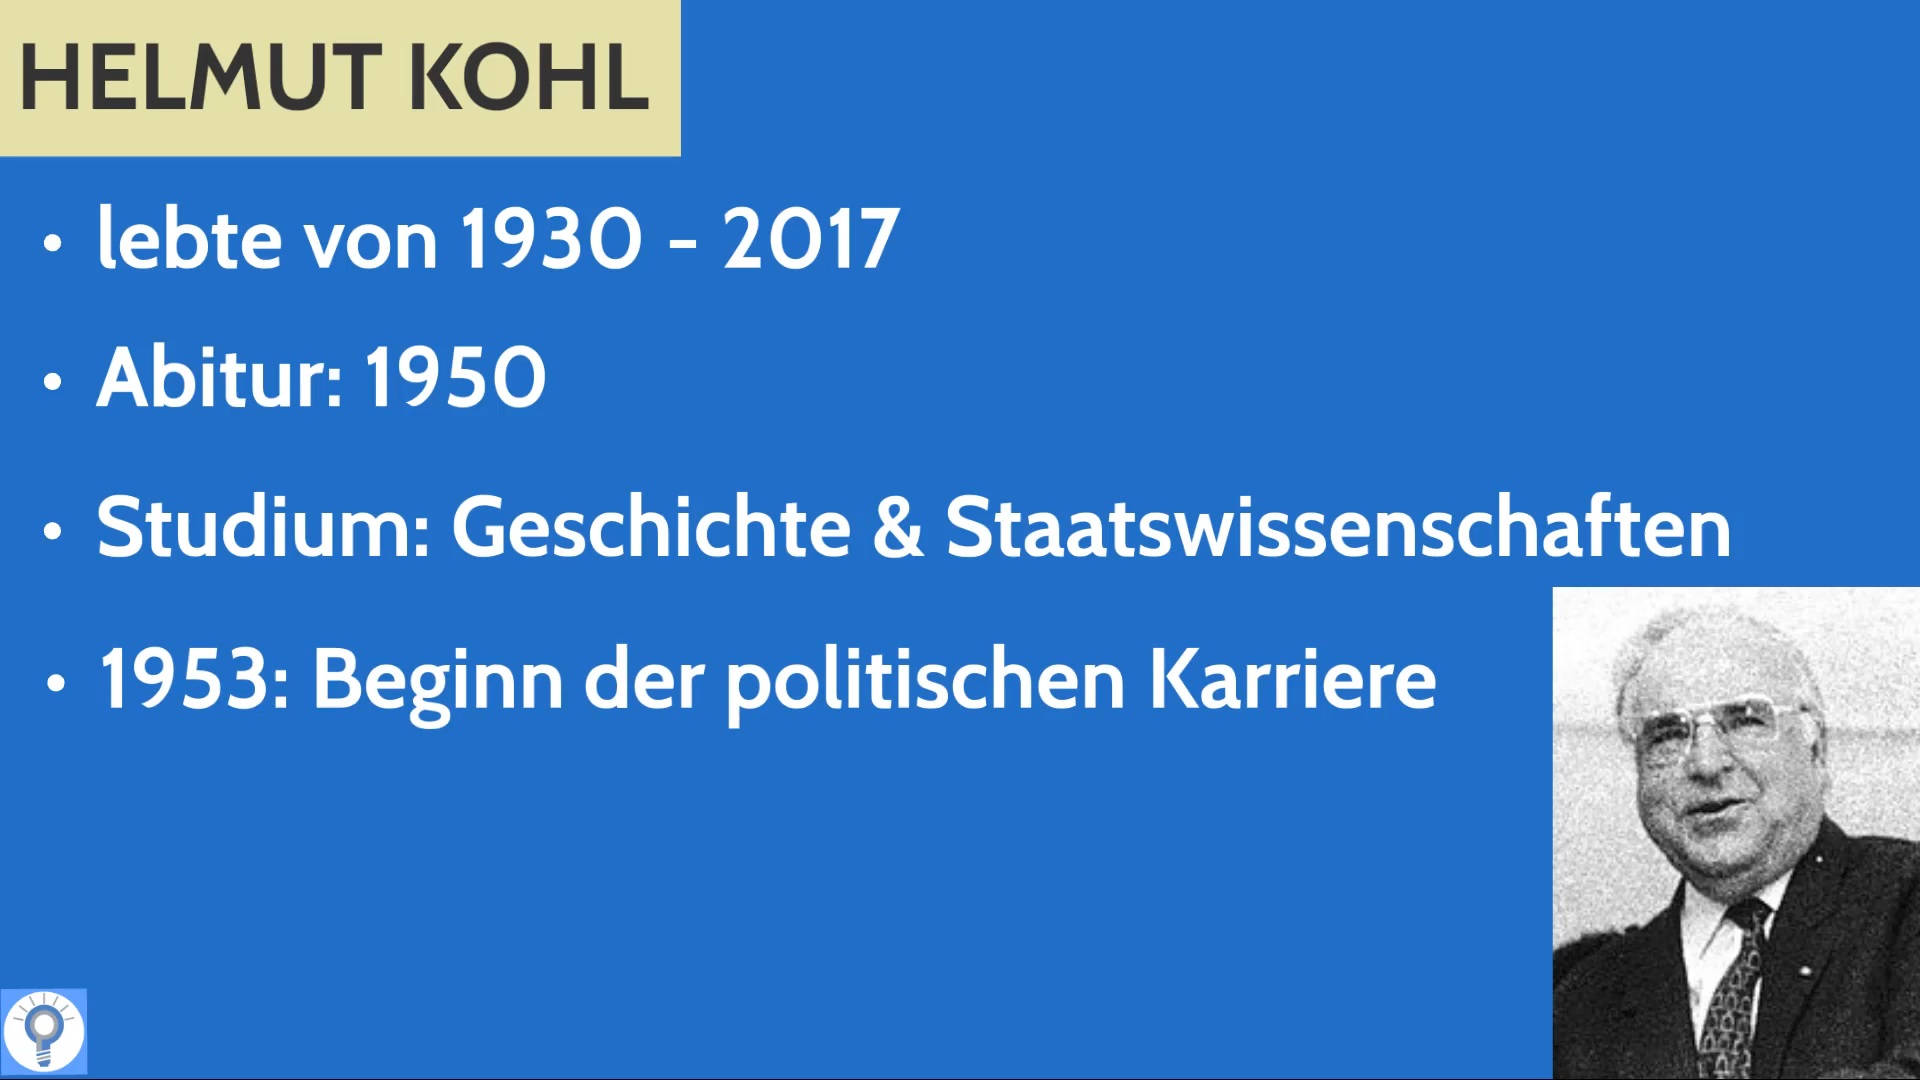 HELMUT KOHL
• lebte von 1930 - 2017
• Abitur: 1950
• Studium: Geschichte & Staatswissenschaften
• 1953: Beginn der politischen Karriere